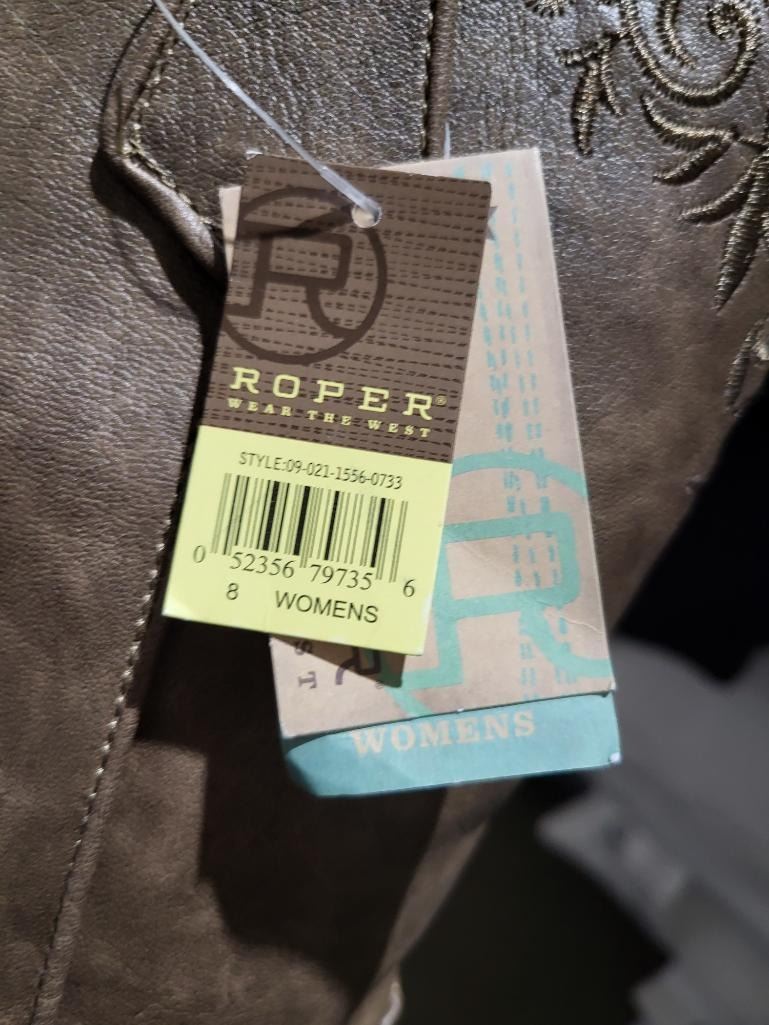 R
ROPER®
WEAR THE WEST
STYLE:09-021-1556-0733
0 52356 79735 6
8 WOMENS
R
WOMENS